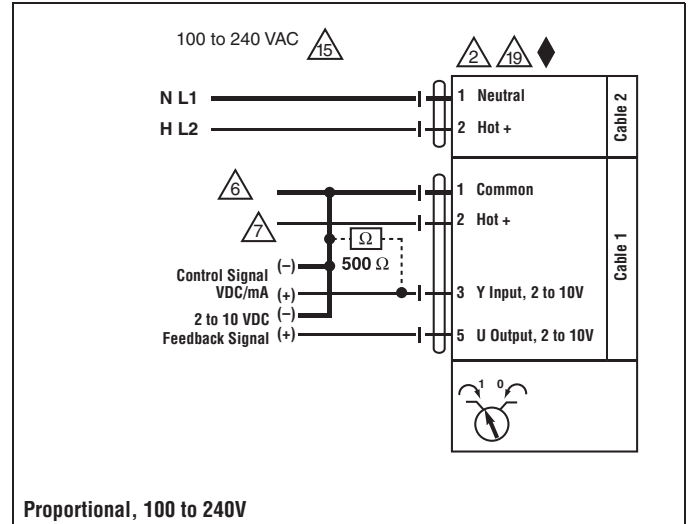 100 to 240 VAC 15
2 19
N L1
1 Neutral
H L2
2 Hot +
Cable 2
6
1 Common
7
2 Hot +
Ω
500 Ω
Control Signal (–)
VDC/mA (+)
3 Y Input, 2 to 10V
2 to 10 VDC (–)
Feedback Signal (+)
5 U Output, 2 to 10V
Cable 1
1 0
Proportional, 100 to 240V